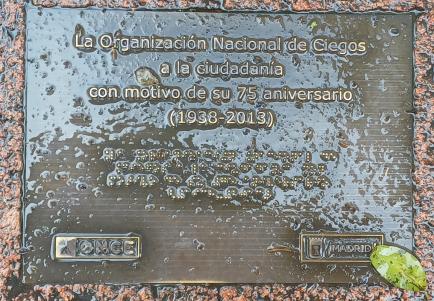 La Organización Nacional de Ciegos
a la ciudadanía
con motivo de su 75 aniversario
(1938-2013)
ONCE
MADRID